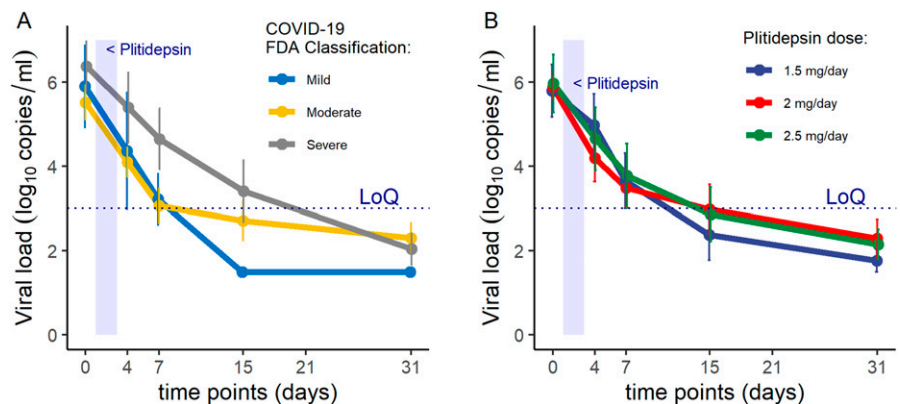 A
COVID-19
FDA Classification:
Mild
Moderate
Severe
< Plitidepsin
LoQ
Viral load (log10 copies/ml)
6
4
2
0
0 4 7 15 21 31
time points (days)
B
Plitidepsin dose:
1.5 mg/day
2 mg/day
2.5 mg/day
< Plitidepsin
LoQ
Viral load (log10 copies/ml)
6
4
2
0
0 4 7 15 21 31
time points (days)